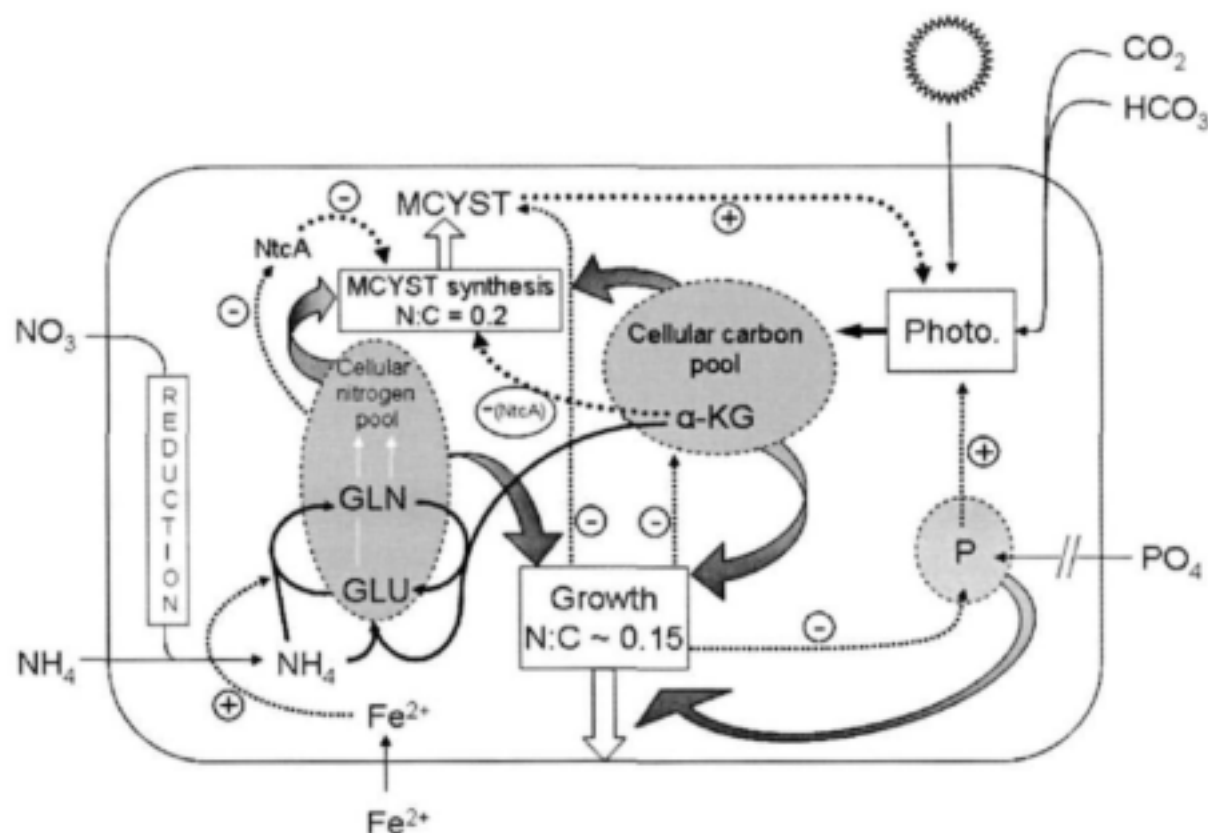 CO2
HCO3
MCYST
+
-
NtcA
-
MCYST synthesis
N:C = 0.2
NO3
REDUCTION
Cellular
nitrogen
pool
Cellular carbon
pool
α-KG
Photo.
-(NtcA)
+
GLN
-
-
GLU
Growth
N:C ~ 0.15
P
PO4
-
NH4
NH4
+
Fe2+
Fe2+